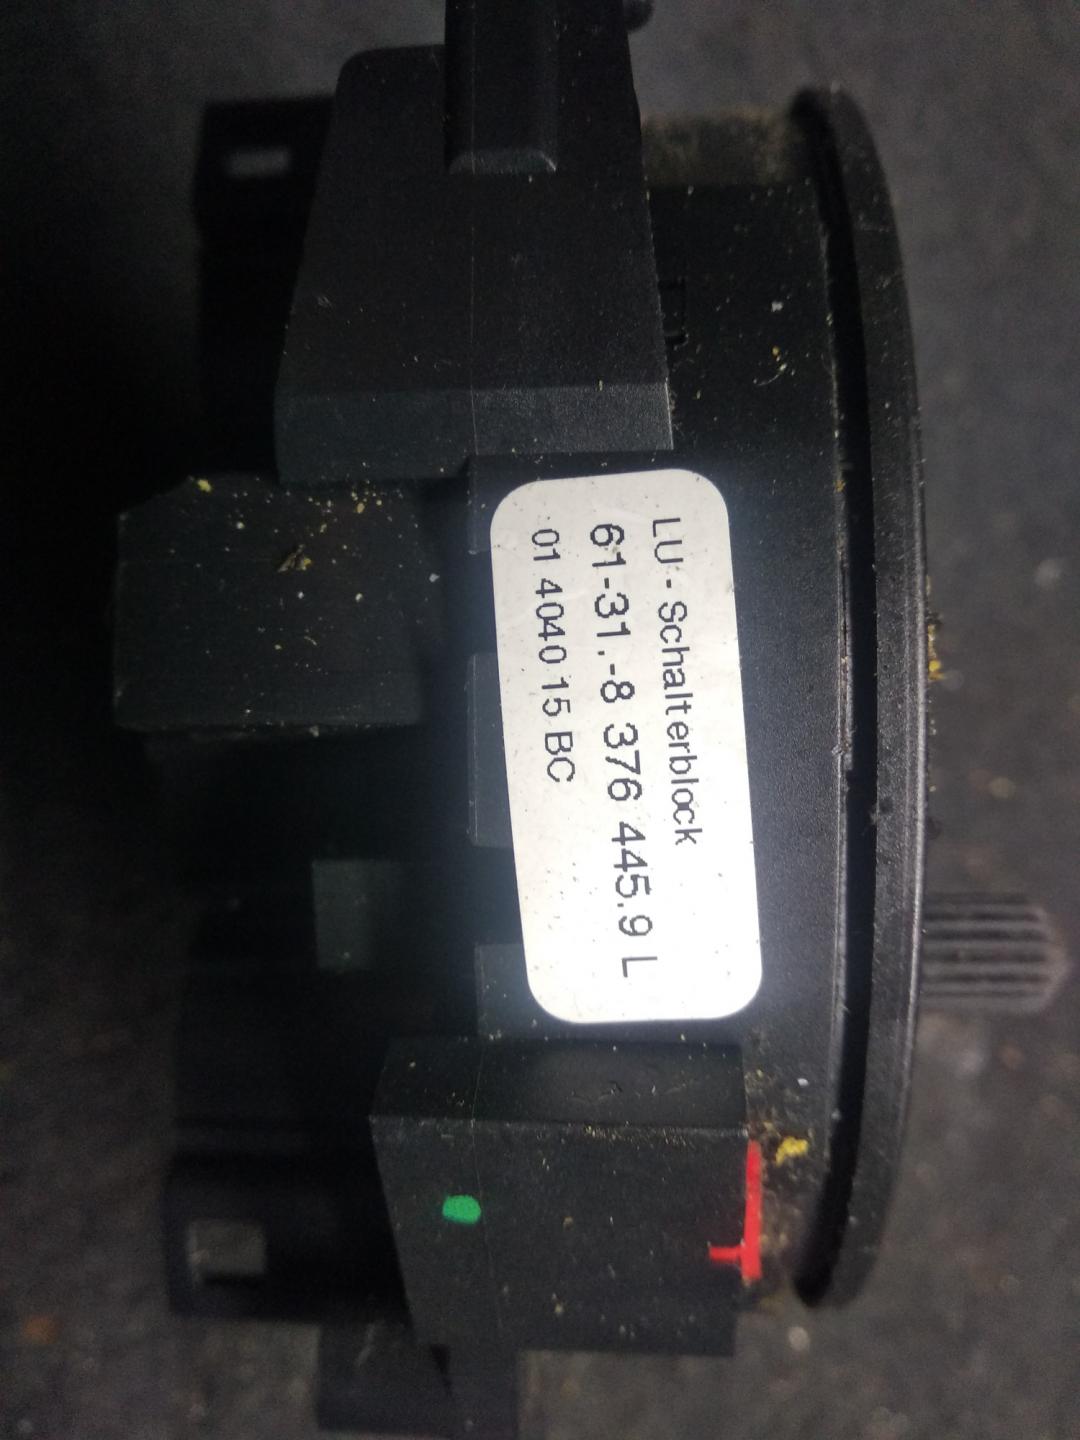 LU - Schalterblock
61-31.-8 376 445.9 L
01 4040 15 BC